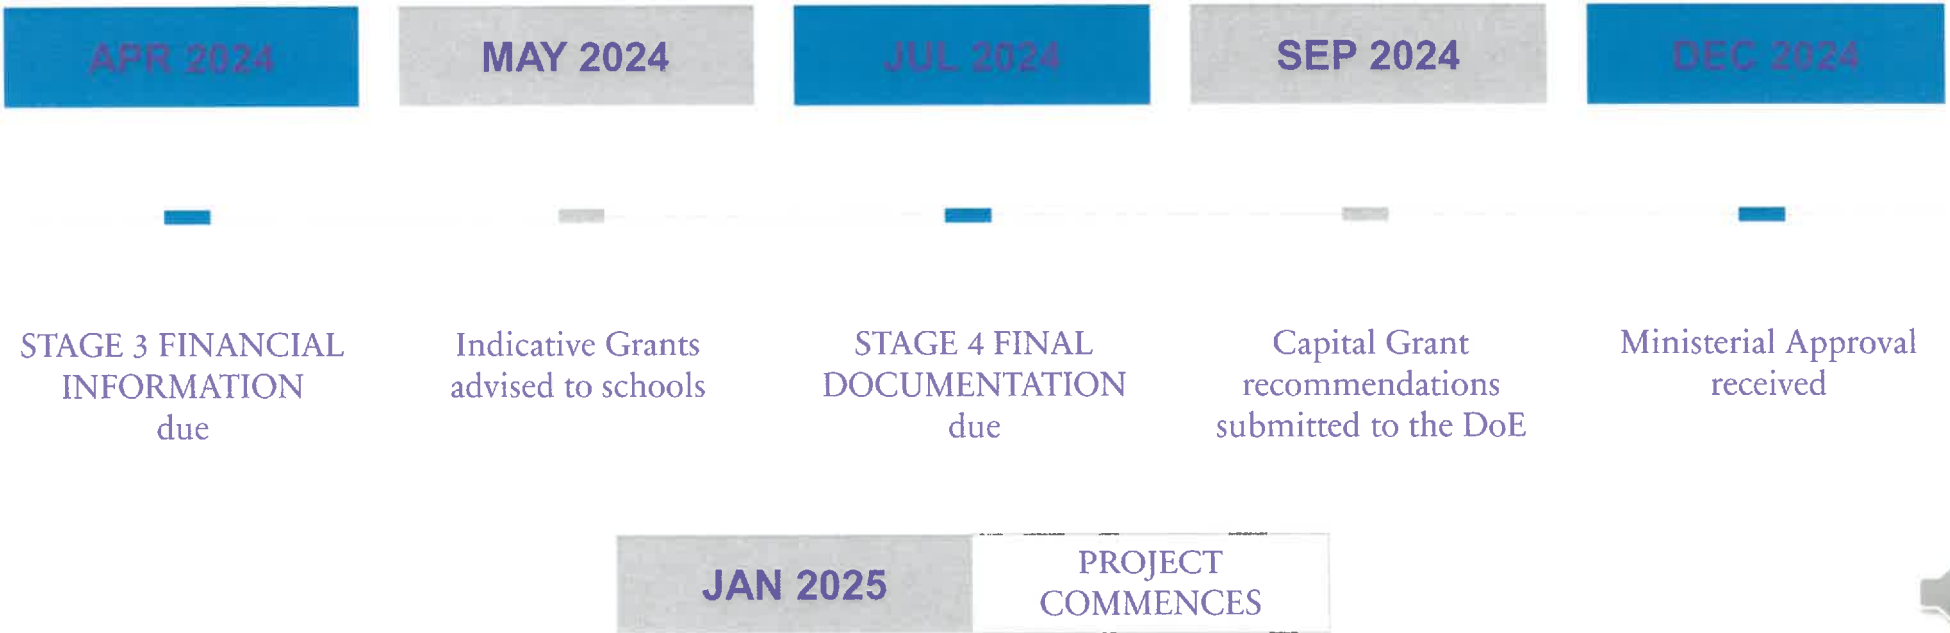 APR 2024
MAY 2024
JUL 2024
SEP 2024
DEC 2024
STAGE 3 FINANCIAL
INFORMATION
due
Indicative Grants
advised to schools
STAGE 4 FINAL
DOCUMENTATION
due
Capital Grant
recommendations
submitted to the DoE
Ministerial Approval
received
JAN 2025
PROJECT
COMMENCES